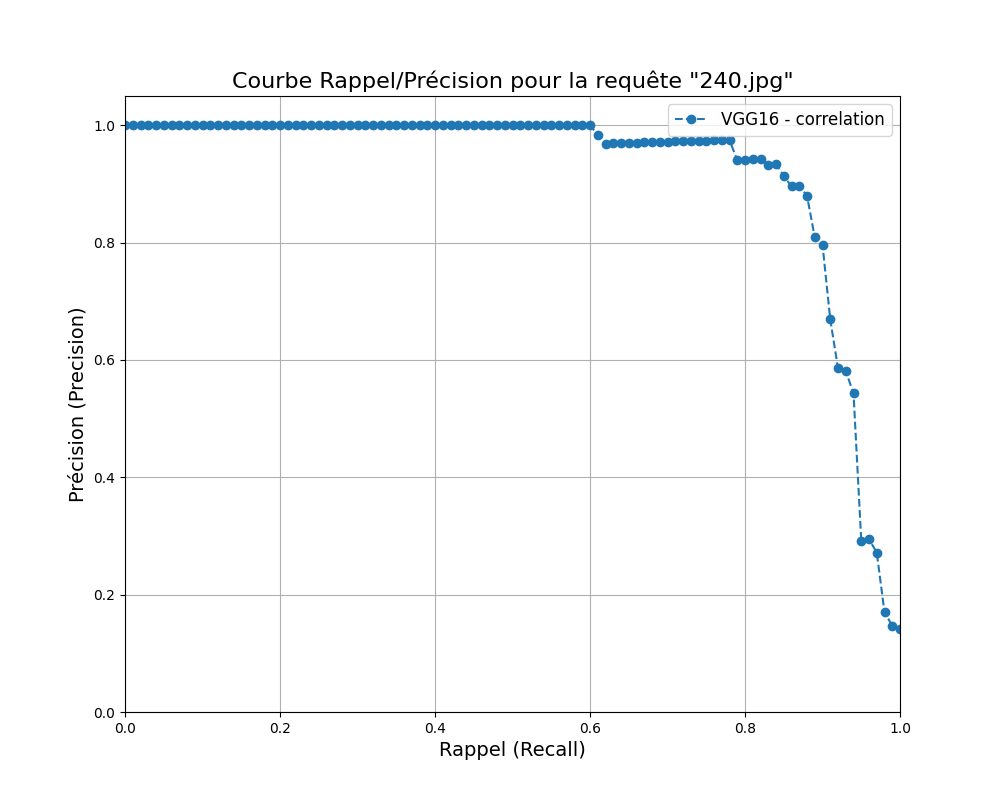 Courbe Rappel/Précision pour la requête "240.jpg"
VGG16 - correlation
Précision (Precision)
1.0
0.8
0.6
0.4
0.2
0.0
0.0 0.2 0.4 0.6 0.8 1.0
Rappel (Recall)